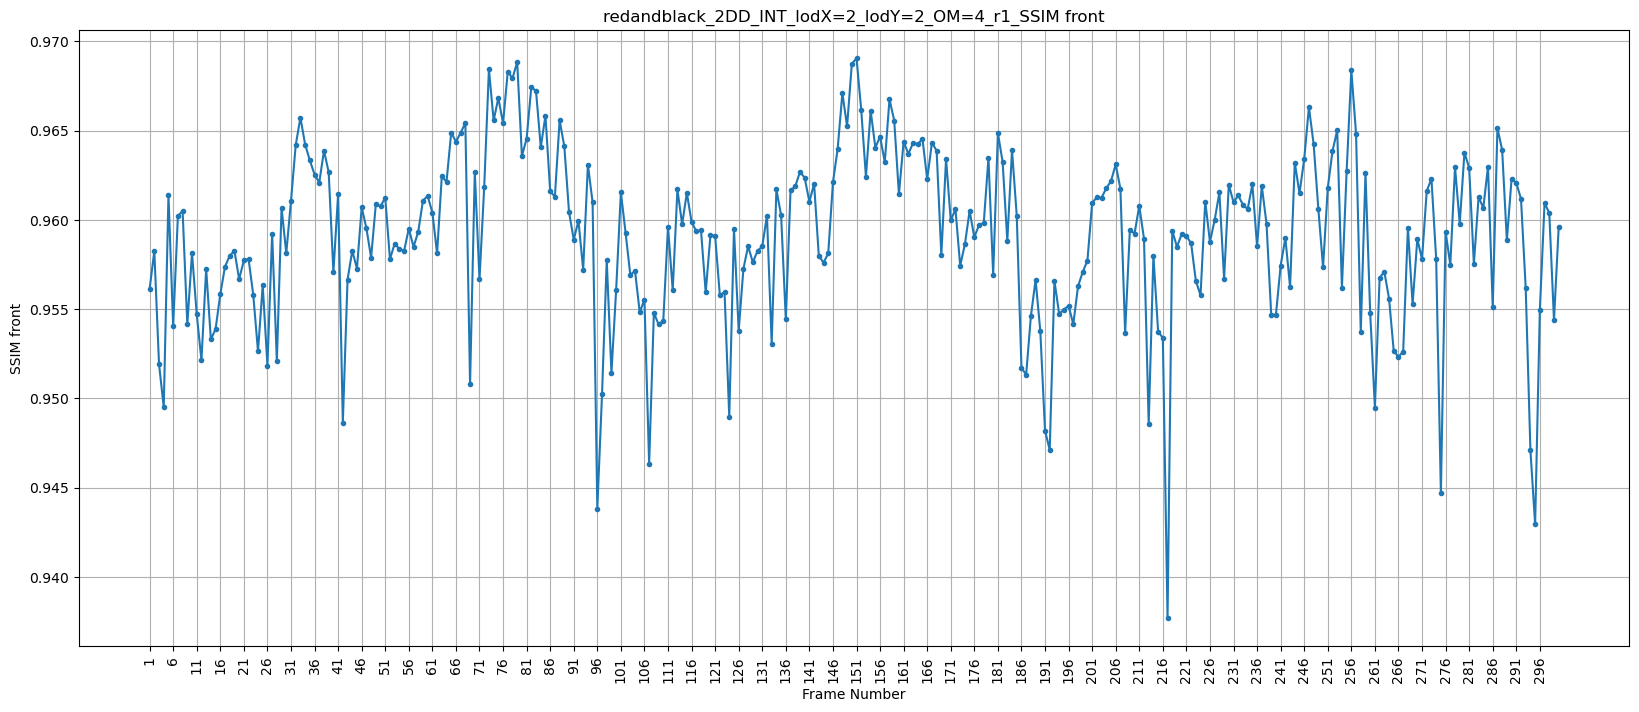 redandblack_2DD_INT_lodX=2_lodY=2_OM=4_r1_SSIM front
SSIM front
0.970
0.965
0.960
0.955
0.950
0.945
0.940
1 6 11 16 21 26 31 36 41 46 51 56 61 66 71 76 81 86 91 96 101 106 111 116 121 126 131 136 141 146 151 156 161 166 171 176 181 186 191 196 201 206 211 216 221 226 231 236 241 246 251 256 261 266 271 276 281 286 291 296
Frame Number